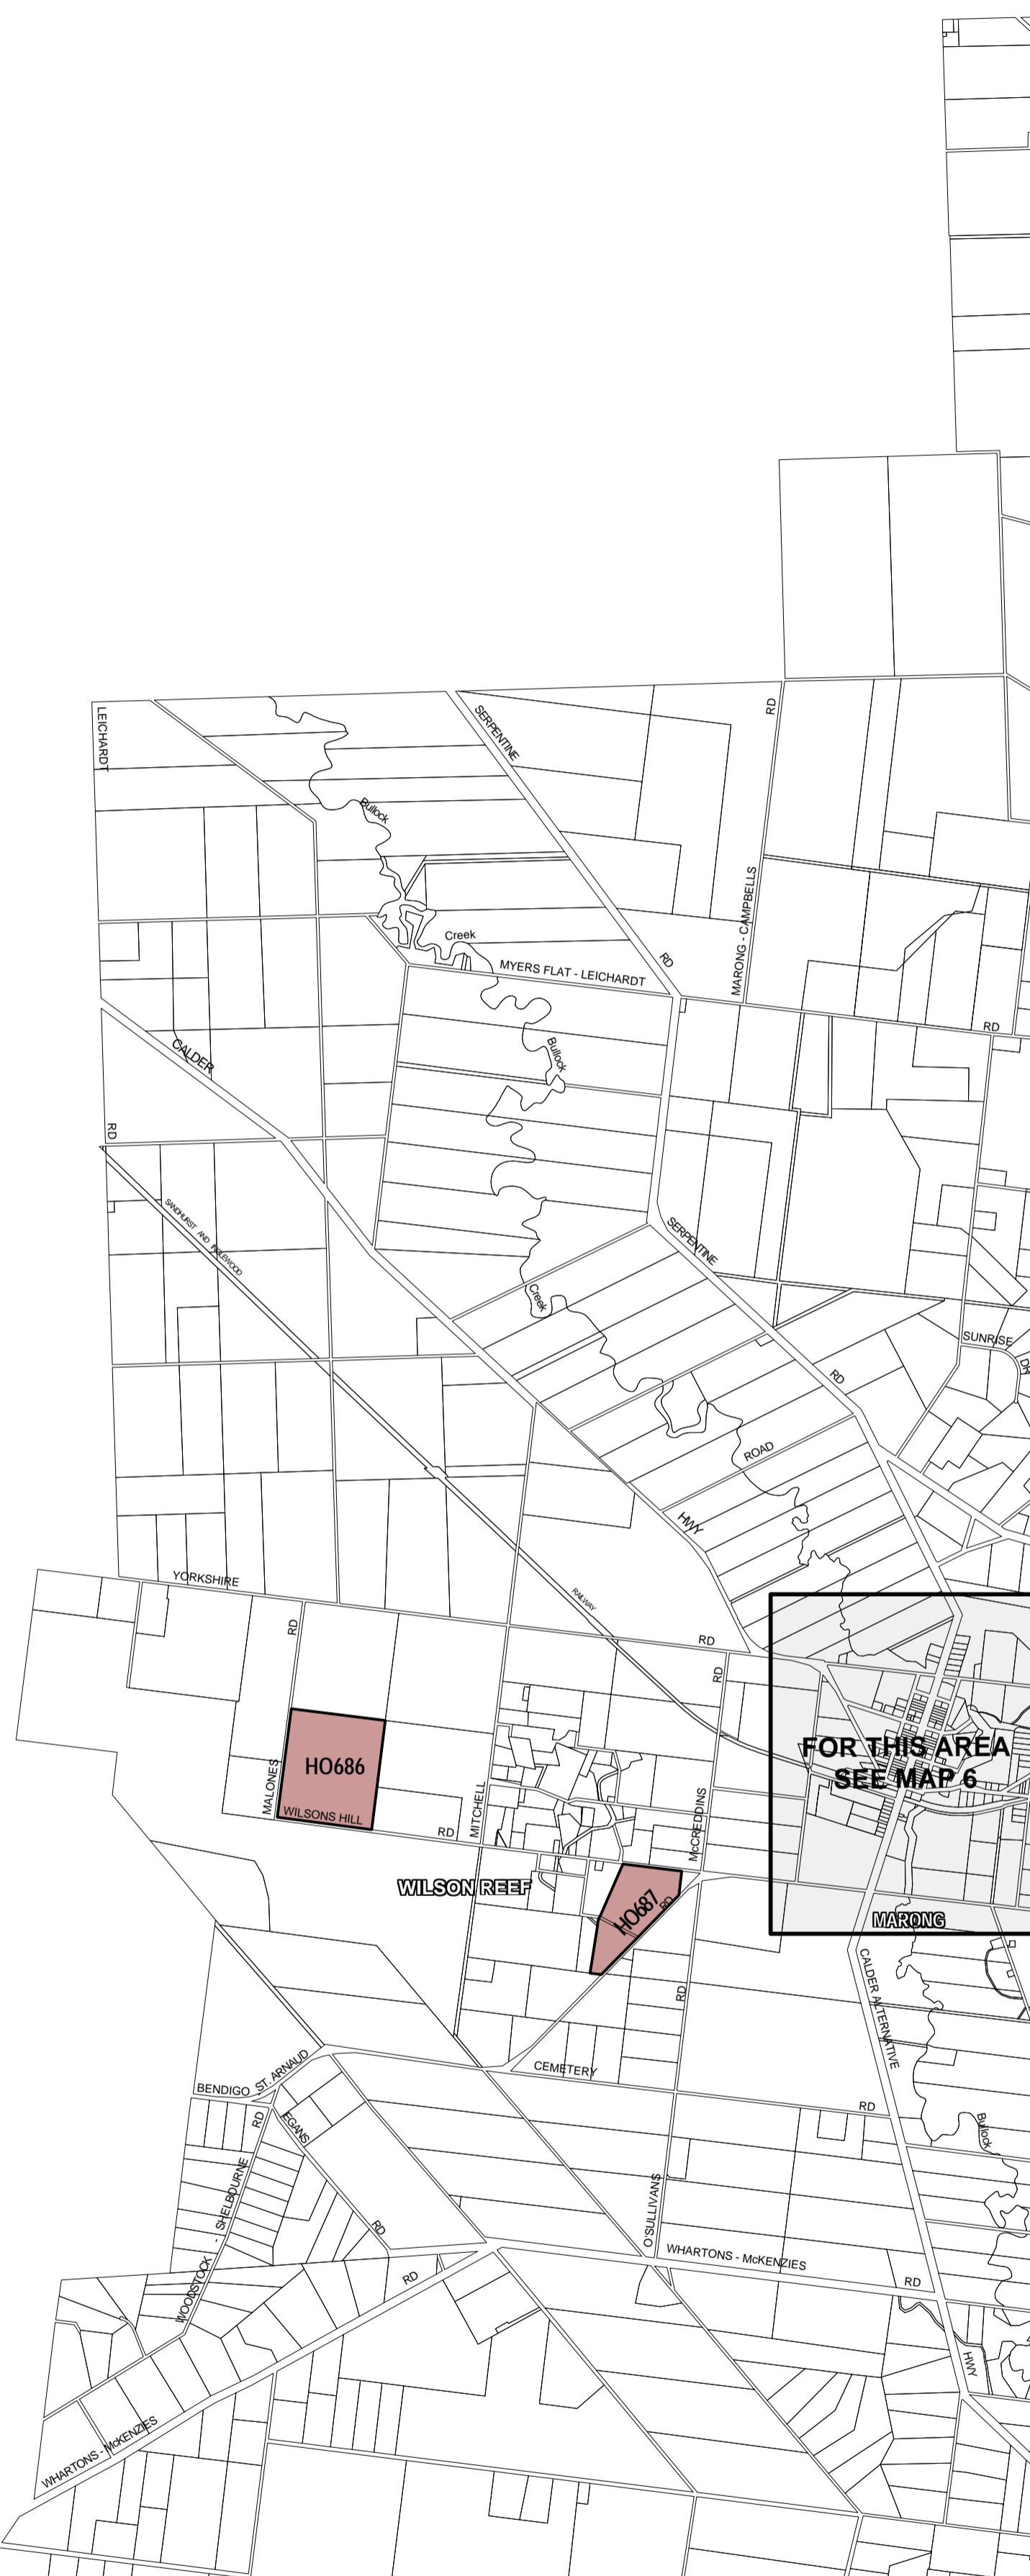 LEICHARDT
SERPENTINE
RD
Bullock
MARONG - CAMPBELLS
Creek
RD
MYERS FLAT - LEICHARDT
RD
CALDER
Bullock
RD
SANDHURST AND INGLEWOOD
SERPENTINE
Creek
SUNRISE
DR
RD
ROAD
HWY
YORKSHIRE
RAILWAY
RD
RD
RD
HO686
FOR THIS AREA
SEE MAP 6
MALONES
WILSONS HILL
RD
MITCHELL
McCREDDINS
WILSON REEF
HO687
RD
MARONG
CALDER ALTERNATIVE
RD
CEMETERY
ST. ARNAUD
BENDIGO
RD
EGANS
RD
Bullock
WOODSTOCK - SHELBOURNE
RD
O'SULLIVANS
WHARTONS - McKENZIES
RD
RD
HWY
WHARTONS - McKENZIES